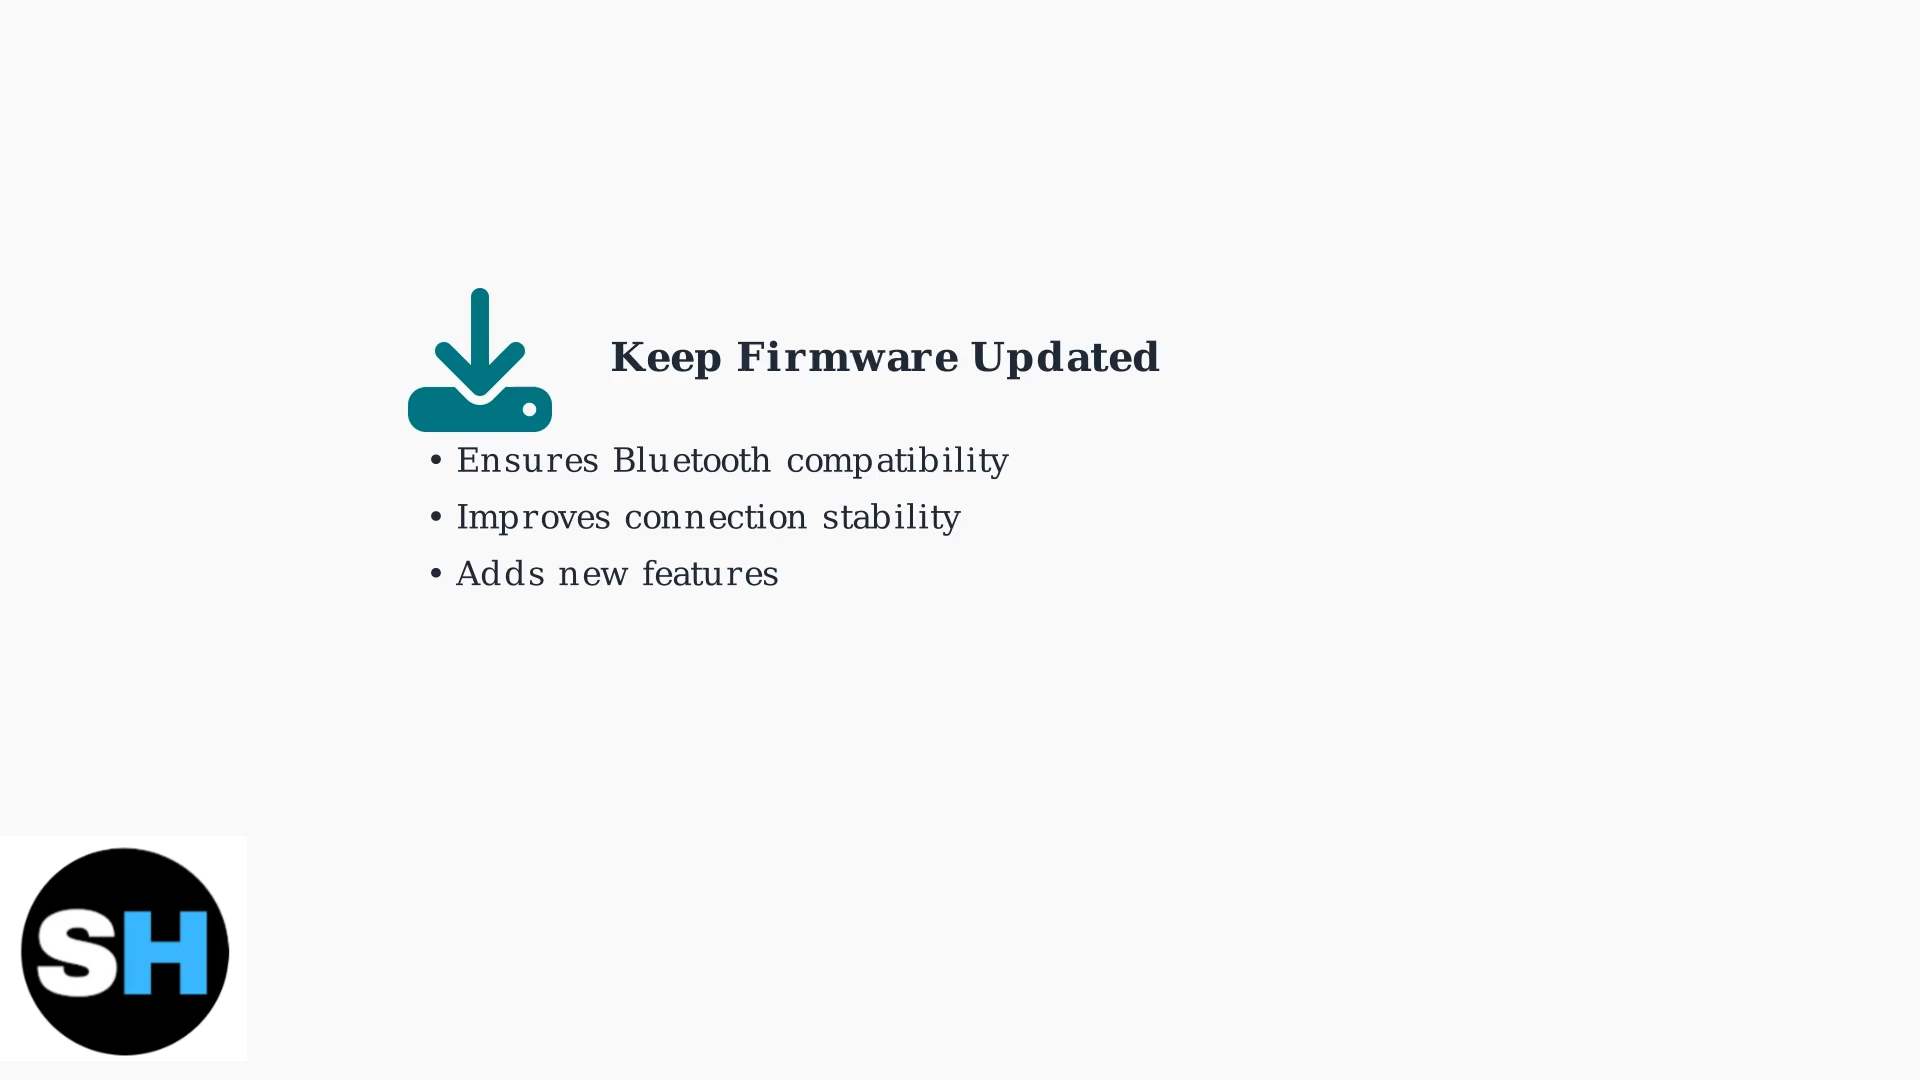 Keep Firmware Updated
• Ensures Bluetooth compatibility
• Improves connection stability
• Adds new features
SH